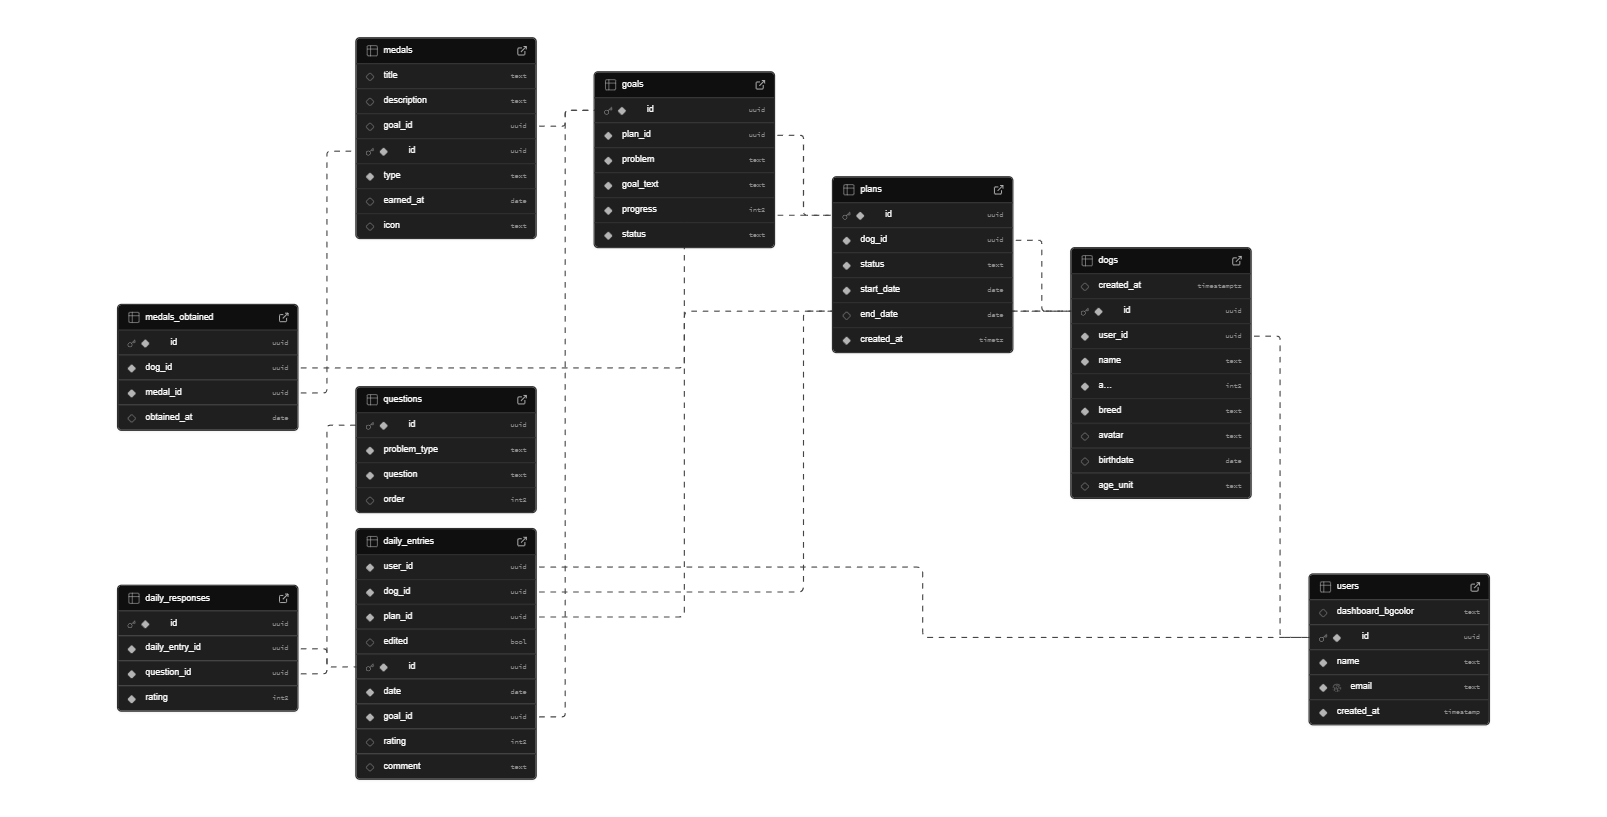 medals
title text
description text
goal_id uuid
id uuid
type text
earned_at date
icon text
goals
id uuid
plan_id uuid
problem text
goal_text text
progress int2
status text
plans
id uuid
dog_id uuid
status text
start_date date
end_date date
created_at timetz
dogs
created_at timestamptz
id uuid
user_id uuid
name text
a... int2
breed text
avatar text
birthdate date
age_unit text
medals_obtained
id uuid
dog_id uuid
medal_id uuid
obtained_at date
questions
id uuid
problem_type text
question text
order int2
daily_entries
user_id uuid
dog_id uuid
plan_id uuid
edited bool
id uuid
date date
goal_id uuid
rating int2
comment text
daily_responses
id uuid
daily_entry_id uuid
question_id uuid
rating int2
users
dashboard_bgcolor text
id uuid
name text
email text
created_at timestamp